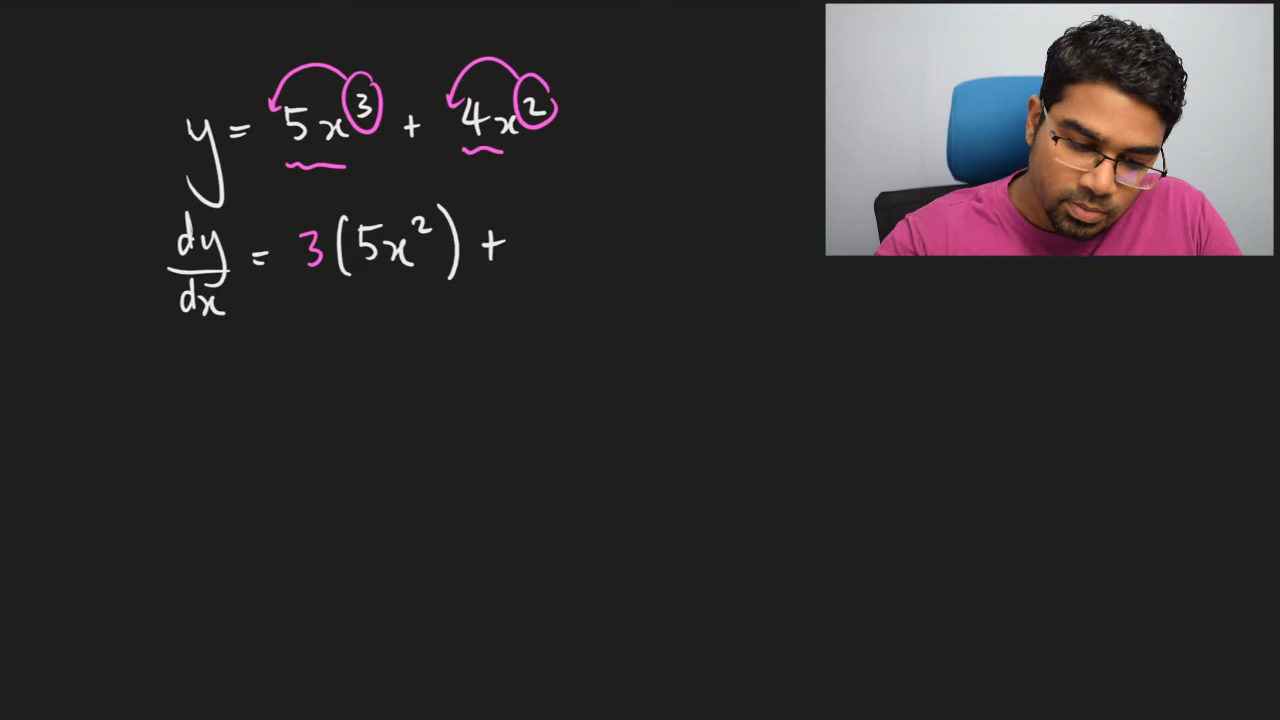 y = 5x³ + 4x²
dy/dx = 3(5x²) +